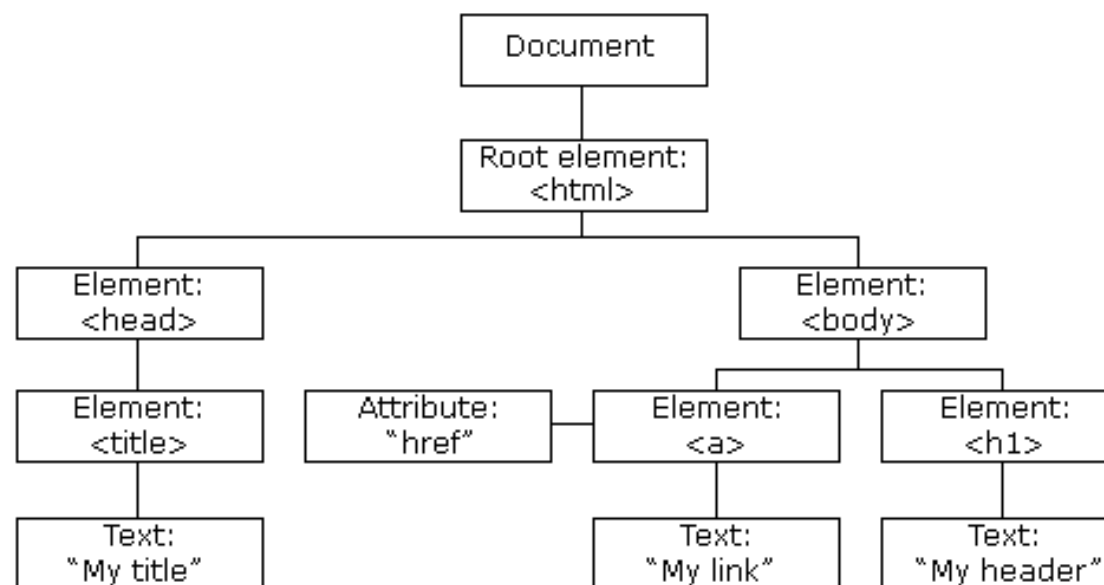 Document
Root element:
<html>
Element:
<head>
Element:
<body>
Element:
<title>
Attribute:
“href”
Element:
<a>
Element:
<h1>
Text:
“My title”
Text:
“My link”
Text:
“My header”